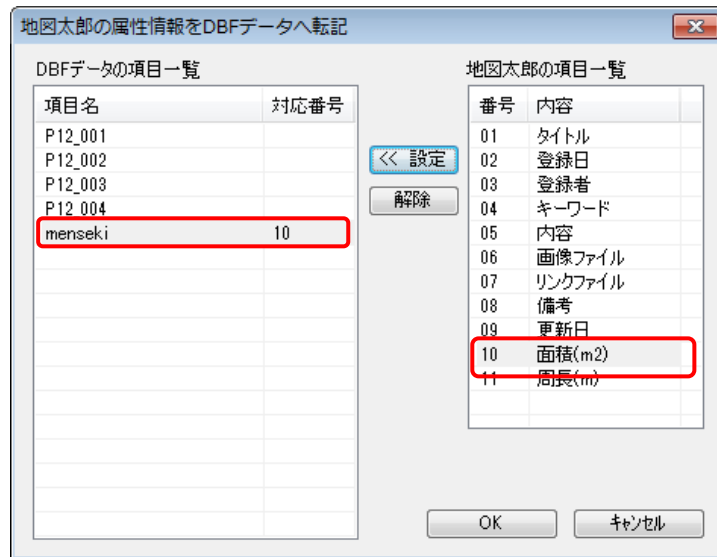 地図太郎の属性情報をDBFデータへ転記
DBFデータの項目一覧
項目名 対応番号
P12_001
P12_002
P12_003
P12_004
menseki 10
<< 設定
解除
地図太郎の項目一覧
番号 内容
01 タイトル
02 登録日
03 登録者
04 キーワード
05 内容
06 画像ファイル
07 リンクファイル
08 備考
09 更新日
10 面積(m2)
11 周長(m)
OK キャンセル